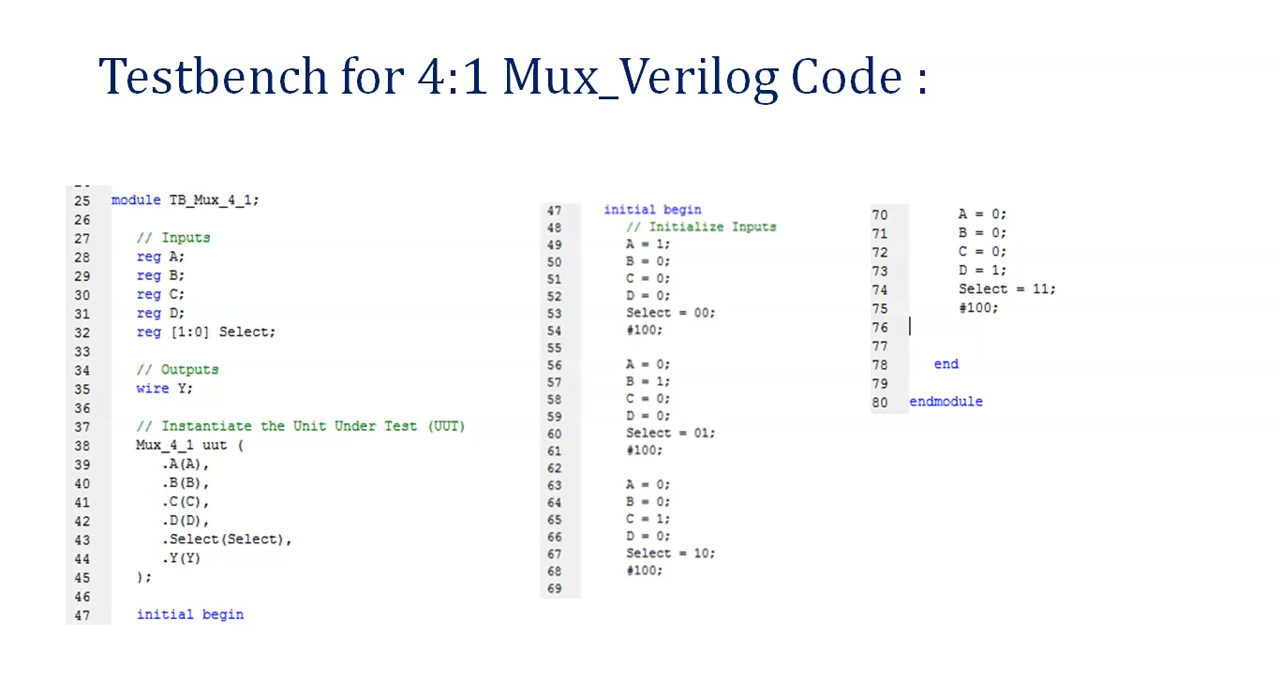 Testbench for 4:1 Mux_Verilog Code :
25 module TB_Mux_4_1;
26
27 // Inputs
28 reg A;
29 reg B;
30 reg C;
31 reg D;
32 reg [1:0] Select;
33
34 // Outputs
35 wire Y;
36
37 // Instantiate the Unit Under Test (UUT)
38 Mux_4_1 uut (
39 .A(A),
40 .B(B),
41 .C(C),
42 .D(D),
43 .Select(Select),
44 .Y(Y)
45 );
46
47 initial begin
47 initial begin
48 // Initialize Inputs
49 A = 1;
50 B = 0;
51 C = 0;
52 D = 0;
53 Select = 00;
54 #100;
55
56 A = 0;
57 B = 1;
58 C = 0;
59 D = 0;
60 Select = 01;
61 #100;
62
63 A = 0;
64 B = 0;
65 C = 1;
66 D = 0;
67 Select = 10;
68 #100;
69
70 A = 0;
71 B = 0;
72 C = 0;
73 D = 1;
74 Select = 11;
75 #100;
76
77
78 end
79
80 endmodule